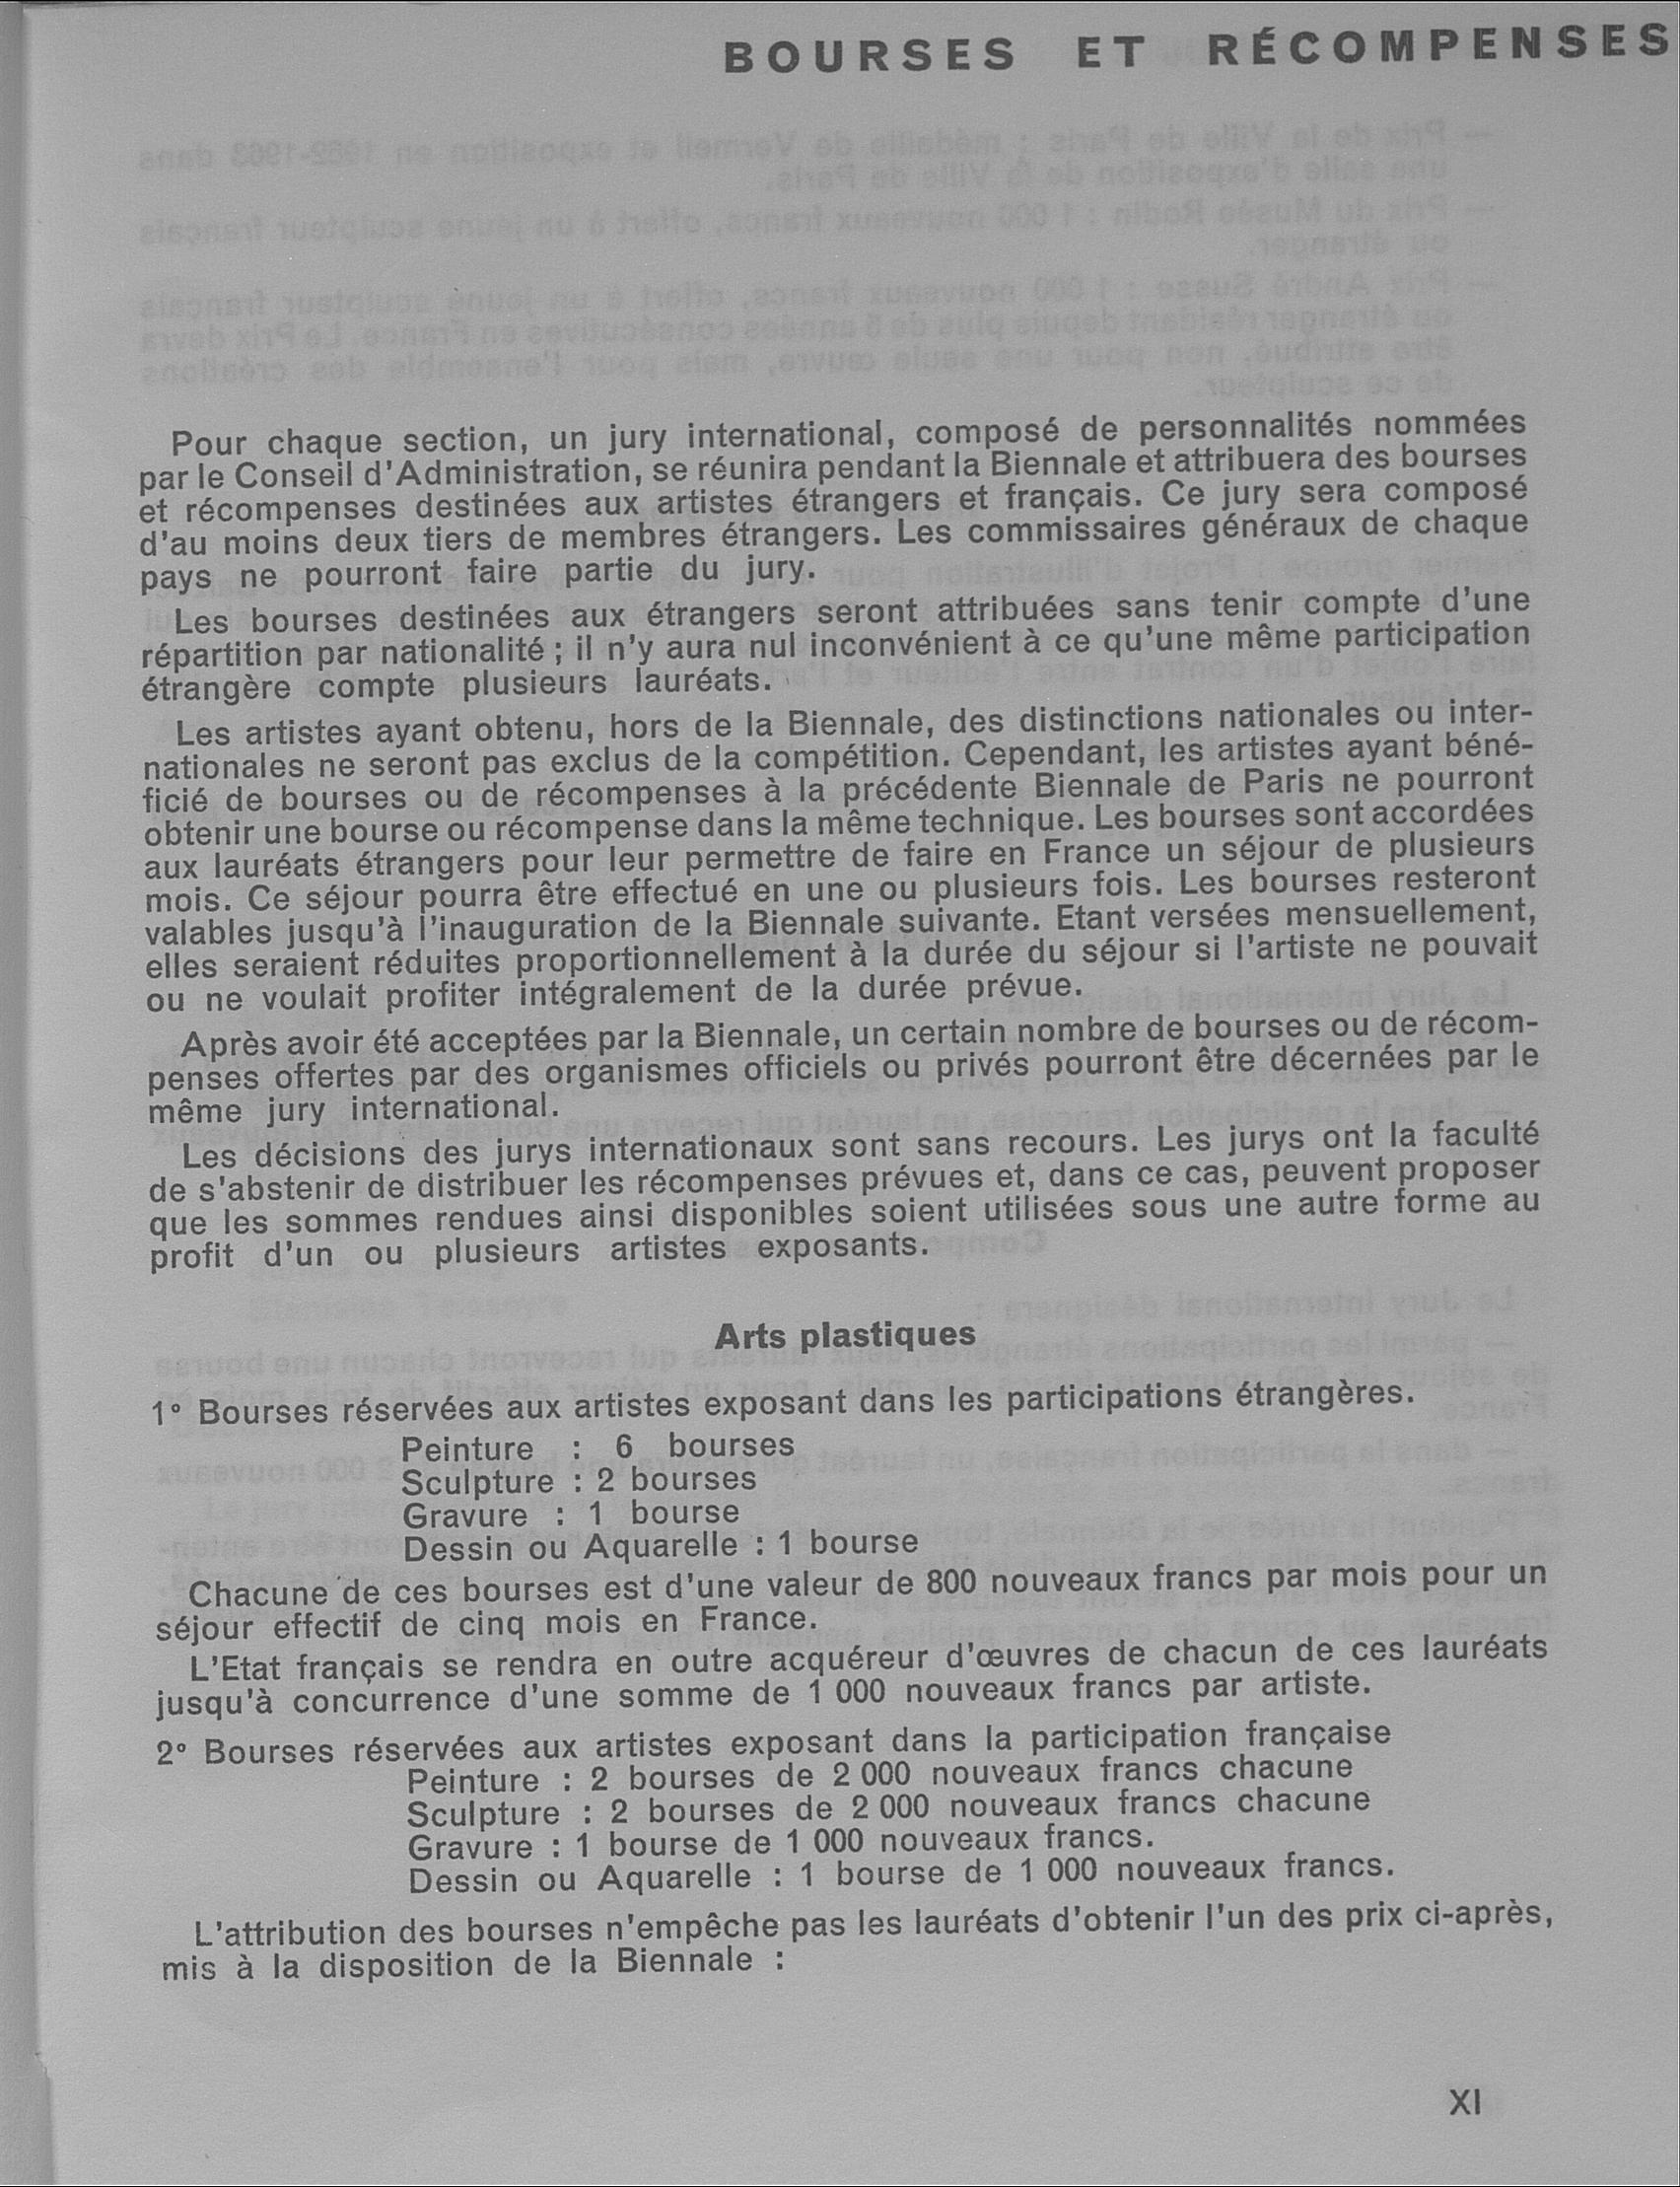 BOURSES ET RÉCOMPENSES
Pour chaque section, un jury international, composé de personnalités nommées
par le Conseil d'Administration, se réunira pendant la Biennale et attribuera des bourses
et récompenses destinées aux artistes étrangers et français. Ce jury sera composé
d'au moins deux tiers de membres étrangers. Les commissaires généraux de chaque
pays ne pourront faire partie du jury.
Les bourses destinées aux étrangers seront attribuées sans tenir compte d'une
répartition par nationalité ; il n'y aura nul inconvénient à ce qu'une même participation
étrangère compte plusieurs lauréats.
Les artistes ayant obtenu, hors de la Biennale, des distinctions nationales ou inter-
nationales ne seront pas exclus de la compétition. Cependant, les artistes ayant béné-
ficié de bourses ou de récompenses à la précédente Biennale de Paris ne pourront
obtenir une bourse ou récompense dans la même technique. Les bourses sont accordées
aux lauréats étrangers pour leur permettre de faire en France un séjour de plusieurs
mois. Ce séjour pourra être effectué en une ou plusieurs fois. Les bourses resteront
valables jusqu'à l'inauguration de la Biennale suivante. Etant versées mensuellement,
elles seraient réduites proportionnellement à la durée du séjour si l'artiste ne pouvait
ou ne voulait profiter intégralement de la durée prévue.
Après avoir été acceptées par la Biennale, un certain nombre de bourses ou de récom-
penses offertes par des organismes officiels ou privés pourront être décernées par le
même jury international.
Les décisions des jurys internationaux sont sans recours. Les jurys ont la faculté
de s'abstenir de distribuer les récompenses prévues et, dans ce cas, peuvent proposer
que les sommes rendues ainsi disponibles soient utilisées sous une autre forme au
profit d'un ou plusieurs artistes exposants.
Arts plastiques
1° Bourses réservées aux artistes exposant dans les participations étrangères.
Peinture : 6 bourses
Sculpture : 2 bourses
Gravure : 1 bourse
Dessin ou Aquarelle : 1 bourse
Chacune de ces bourses est d'une valeur de 800 nouveaux francs par mois pour un
séjour effectif de cinq mois en France.
L'Etat français se rendra en outre acquéreur d'œuvres de chacun de ces lauréats
jusqu'à concurrence d'une somme de 1 000 nouveaux francs par artiste.
2° Bourses réservées aux artistes exposant dans la participation française
Peinture : 2 bourses de 2 000 nouveaux francs chacune
Sculpture : 2 bourses de 2 000 nouveaux francs chacune
Gravure : 1 bourse de 1 000 nouveaux francs.
Dessin ou Aquarelle : 1 bourse de 1 000 nouveaux francs.
L'attribution des bourses n'empêche pas les lauréats d'obtenir l'un des prix ci-après,
mis à la disposition de la Biennale :
XI